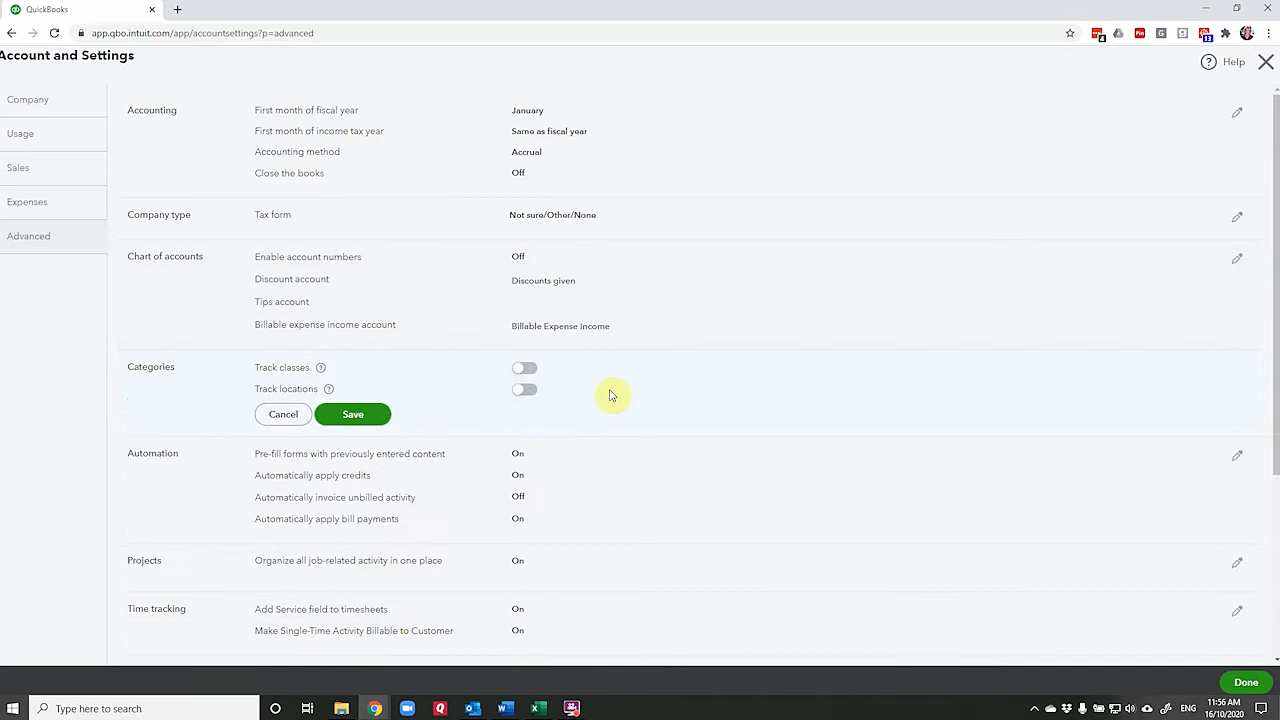 QuickBooks
app.qbo.intuit.com/app/accountsettings?p=advanced
Account and Settings
Help
Company
Usage
Sales
Expenses
Advanced
Accounting
First month of fiscal year January
First month of income tax year Same as fiscal year
Accounting method Accrual
Close the books Off
Company type Tax form Not sure/Other/None
Chart of accounts Enable account numbers Off
Discount account Discounts given
Tips account
Billable expense income account Billable Expense Income
Categories Track classes
Track locations
Cancel Save
Automation Pre-fill forms with previously entered content On
Automatically apply credits On
Automatically invoice unbilled activity Off
Automatically apply bill payments On
Projects Organize all job-related activity in one place On
Time tracking Add Service field to timesheets On
Make Single-Time Activity Billable to Customer On
Done
Type here to search
ENG
11:56 AM
16/10/2020